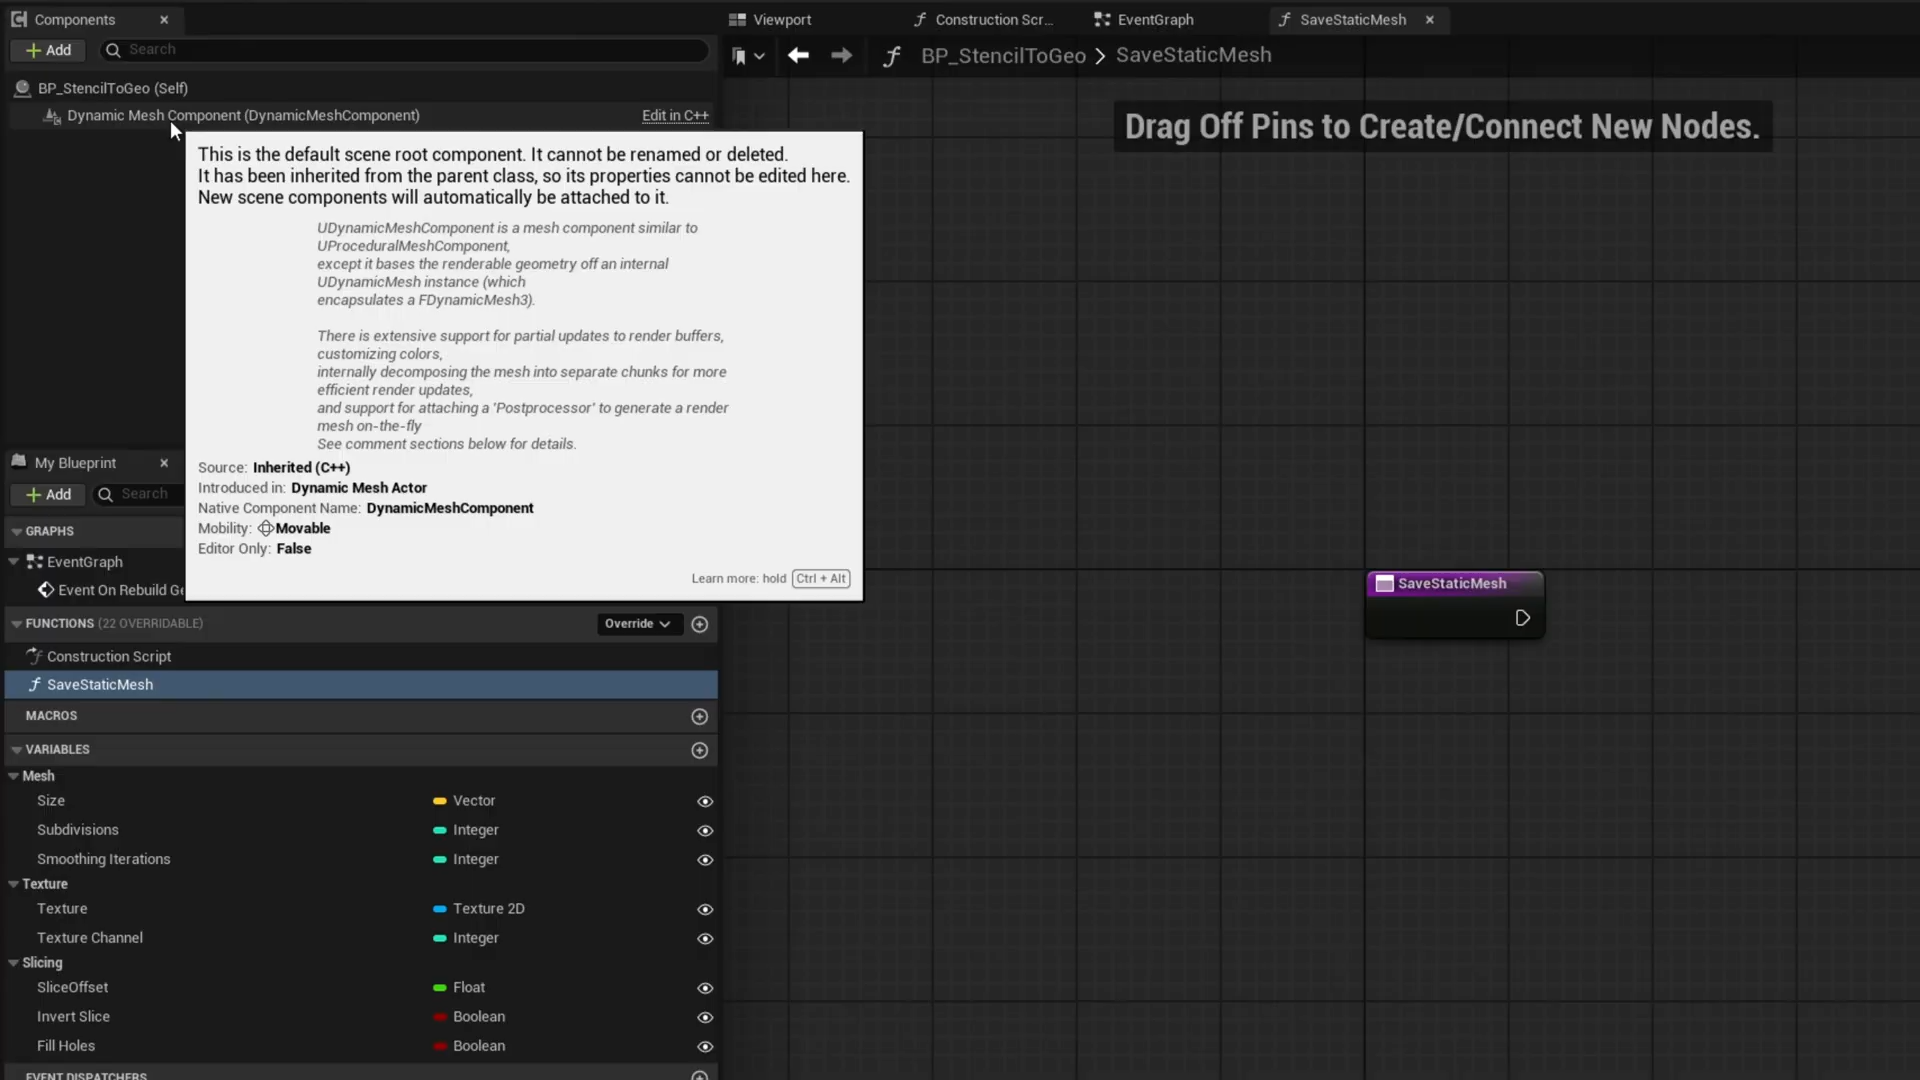 Components
Add
Search
BP_StencilToGeo (Self)
Dynamic Mesh Component (DynamicMeshComponent)
Edit in C++
This is the default scene root component. It cannot be renamed or deleted.
It has been inherited from the parent class, so its properties cannot be edited here.
New scene components will automatically be attached to it.
UDynamicMeshComponent is a mesh component similar to
UProceduralMeshComponent,
except it bases the renderable geometry off an internal
UDynamicMesh instance (which
encapsulates a FDynamicMesh3).
There is extensive support for partial updates to render buffers,
customizing colors,
internally decomposing the mesh into separate chunks for more
efficient render updates,
and support for attaching a 'Postprocessor' to generate a render
mesh on-the-fly
See comment sections below for details.
Source: Inherited (C++)
Introduced in: Dynamic Mesh Actor
Native Component Name: DynamicMeshComponent
Mobility: Movable
Editor Only: False
Learn more: hold Ctrl + Alt
My Blueprint
Add
Search
GRAPHS
EventGraph
Event On Rebuild Ge
FUNCTIONS (22 OVERRIDABLE)
Override
Construction Script
SaveStaticMesh
MACROS
VARIABLES
Mesh
Size Vector
Subdivisions Integer
Smoothing Iterations Integer
Texture
Texture Texture 2D
Texture Channel Integer
Slicing
SliceOffset Float
Invert Slice Boolean
Fill Holes Boolean
EVENT DISPATCHERS
Viewport
Construction Scr...
EventGraph
SaveStaticMesh
BP_StencilToGeo > SaveStaticMesh
Drag Off Pins to Create/Connect New Nodes.
SaveStaticMesh